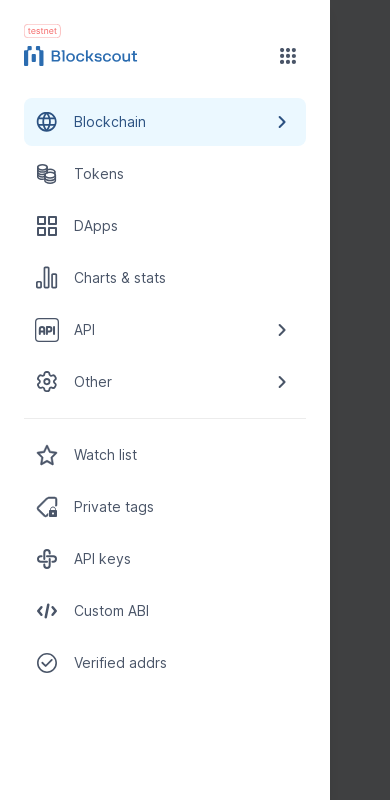 testnet
Blockscout
Blockchain
Tokens
DApps
Charts & stats
API API
Other
Watch list
Private tags
API keys
Custom ABI
Verified addrs